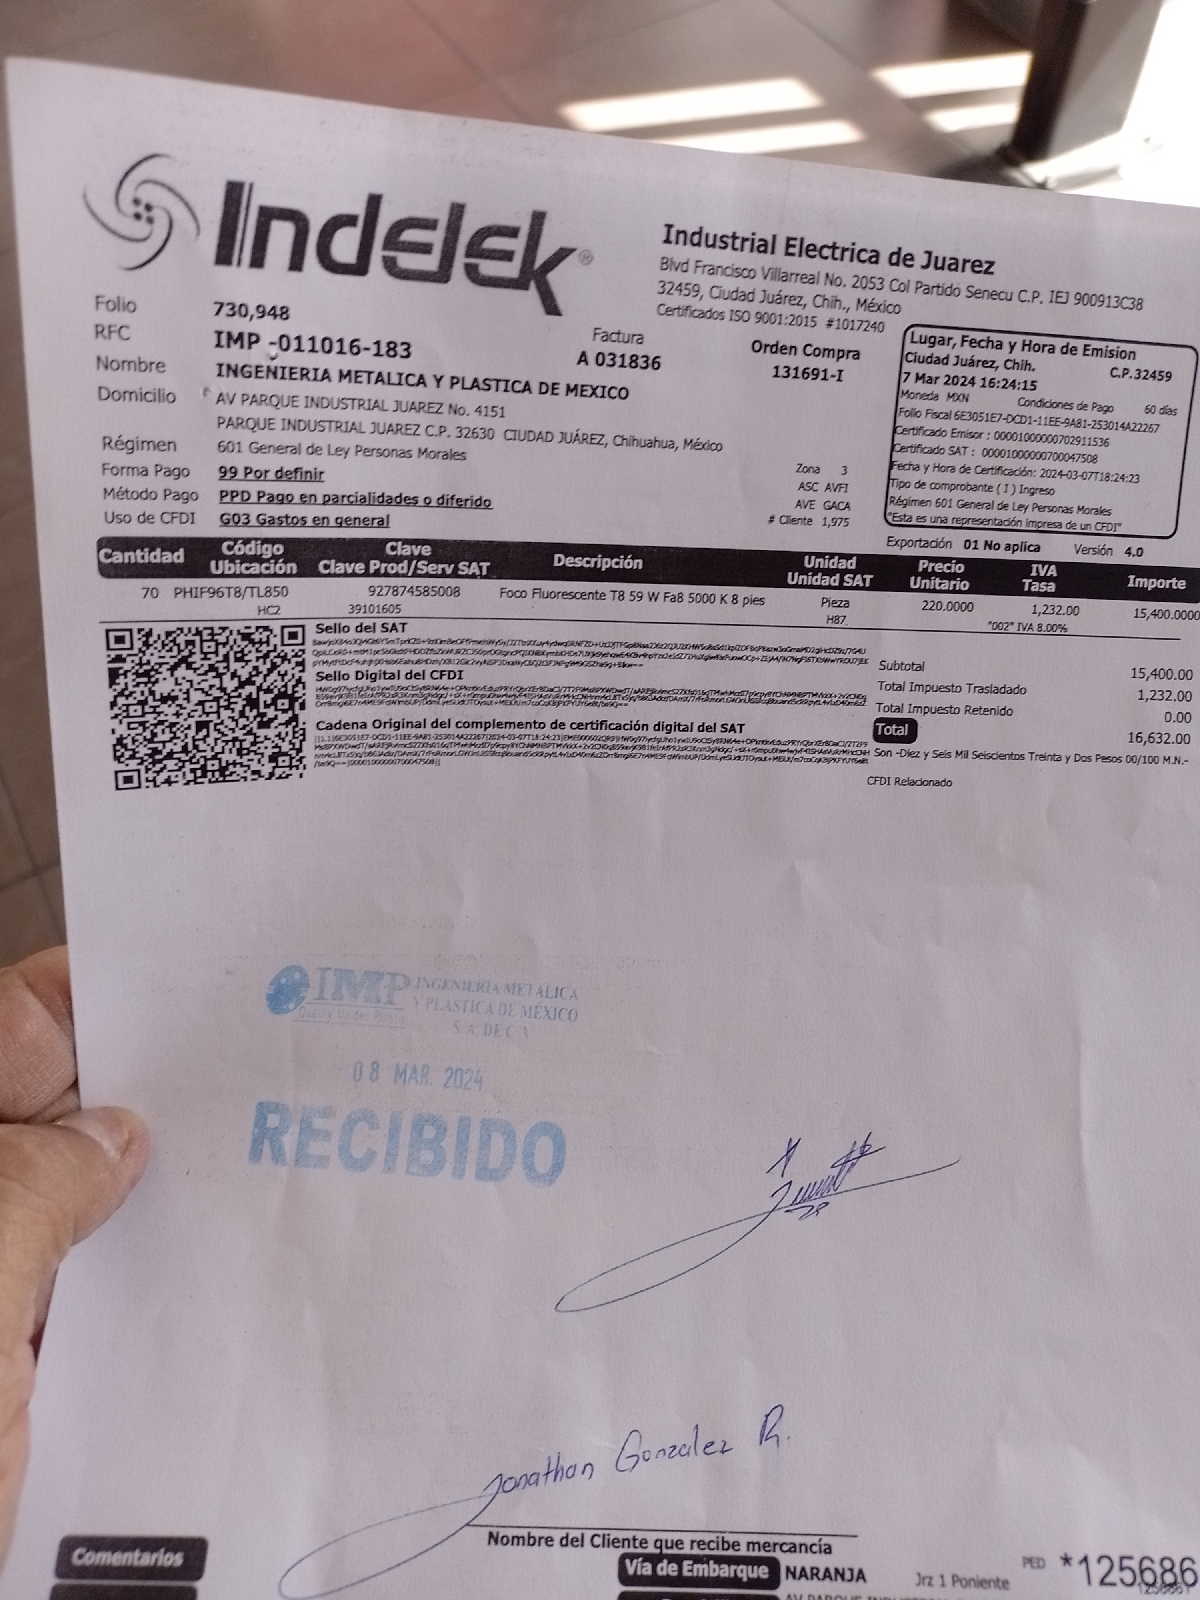 Indelek®
Industrial Electrica de Juarez
Blvd Francisco Villarreal No. 2053 Col Partido Senecu C.P. IEJ 900913C38
32459, Ciudad Juárez, Chih., México
Certificados ISO 9001:2015 #1017240
Folio 730,948
RFC IMP -011016-183
Nombre INGENIERIA METALICA Y PLASTICA DE MEXICO
Domicilio AV PARQUE INDUSTRIAL JUAREZ No. 4151
PARQUE INDUSTRIAL JUAREZ C.P. 32630 CIUDAD JUÁREZ, Chihuahua, México
Régimen 601 General de Ley Personas Morales
Forma Pago 99 Por definir
Método Pago PPD Pago en parcialidades o diferido
Uso de CFDI G03 Gastos en general
Factura
A 031836
Orden Compra
131691-I
Zona 3
ASC AVFI
AVE GACA
# Cliente 1,975
Lugar, Fecha y Hora de Emision
Ciudad Juárez, Chih. C.P.32459
7 Mar 2024 16:24:15
Moneda MXN Condiciones de Pago 60 días
Folio Fiscal 6E3051E7-DCD1-11EE-9A81-253014A22267
Certificado Emisor : 00001000000702911536
Certificado SAT : 00001000000700047508
Fecha y Hora de Certificación: 2024-03-07T18:24:23
Tipo de comprobante ( I ) Ingreso
Régimen 601 General de Ley Personas Morales
"Esta es una representación impresa de un CFDI"
Exportación 01 No aplica Versión 4.0
Cantidad Código Ubicación Clave Clave Prod/Serv SAT Descripción Unidad Unidad SAT Precio Unitario IVA Tasa Importe
70 PHIF96T8/TL850 927874585008 Foco Fluorescente T8 59 W Fa8 5000 K 8 pies Pieza 220.0000 1,232.00 15,400.0000
HC2 39101605 H87 "002" IVA 8.00%
Sello del SAT
Sello Digital del CFDI
Cadena Original del complemento de certificación digital del SAT
Subtotal 15,400.00
Total Impuesto Trasladado 1,232.00
Total Impuesto Retenido 0.00
Total 16,632.00
Son -Diez y Seis Mil Seiscientos Treinta y Dos Pesos 00/100 M.N.-
CFDI Relacionado
IMP INGENIERIA METALICA
Y PLASTICA DE MÉXICO
S.A. DE C.V.
08 MAR. 2024
RECIBIDO
Jonathan Gonzalez R.
Nombre del Cliente que recibe mercancía
Comentarios
Vía de Embarque NARANJA Jrz 1 Poniente PED *125686